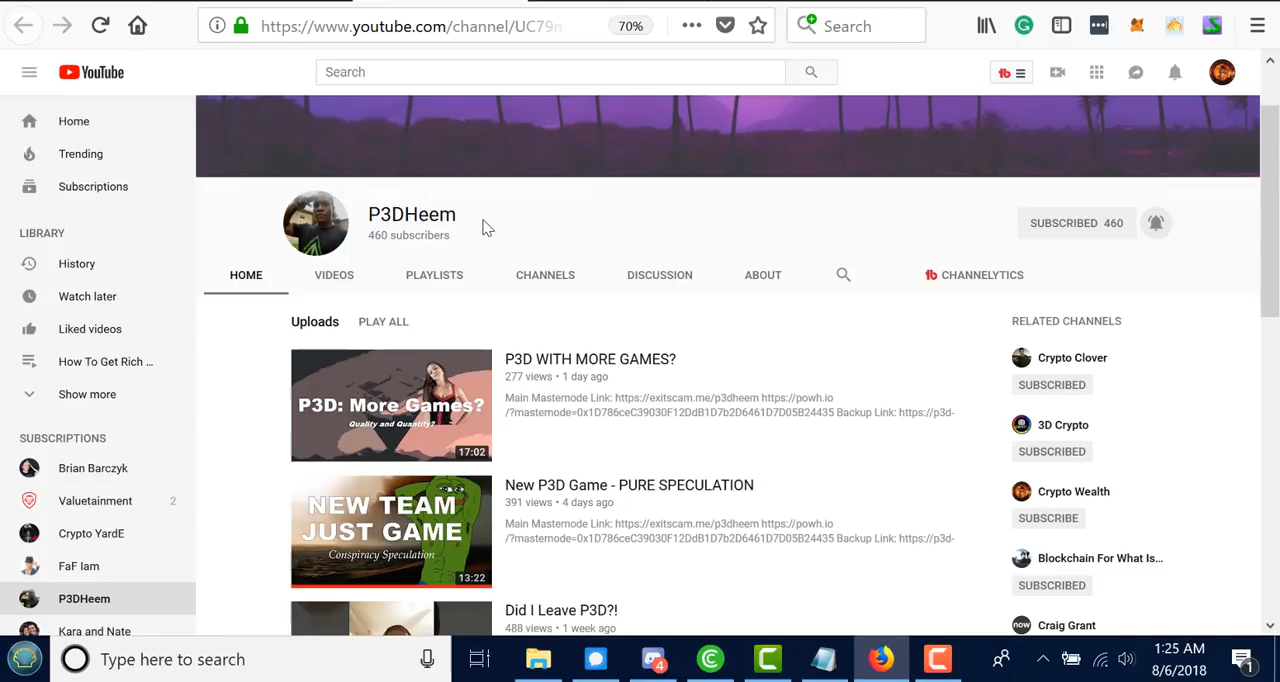 https://www.youtube.com/channel/UC79m
70%
Search
YouTube
Search
tb
Home
Trending
Subscriptions
LIBRARY
History
Watch later
Liked videos
How To Get Rich ...
Show more
SUBSCRIPTIONS
Brian Barczyk
Valuetainment 2
Crypto YardE
FaF Iam
P3DHeem
Kara and Nate
P3DHeem
460 subscribers
SUBSCRIBED 460
HOME VIDEOS PLAYLISTS CHANNELS DISCUSSION ABOUT tb CHANNELYTICS
Uploads PLAY ALL
P3D: More Games?
Quality and Quantity?
17:02
P3D WITH MORE GAMES?
277 views • 1 day ago
Main Masternode Link: https://exitscam.me/p3dheem https://powh.io
/?masternode=0x1D786ceC39030F12DdB1D7b2D6461D7D05B24435 Backup Link: https://p3d-
NEW TEAM
JUST GAME
Conspiracy Speculation
13:22
New P3D Game - PURE SPECULATION
391 views • 4 days ago
Main Masternode Link: https://exitscam.me/p3dheem https://powh.io
/?masternode=0x1D786ceC39030F12DdB1D7b2D6461D7D05B24435 Backup Link: https://p3d-
Did I Leave P3D?!
488 views • 1 week ago
RELATED CHANNELS
Crypto Clover
SUBSCRIBED
3D Crypto
SUBSCRIBED
Crypto Wealth
SUBSCRIBE
Blockchain For What Is...
SUBSCRIBED
Craig Grant
Type here to search
4
1:25 AM
8/6/2018
1